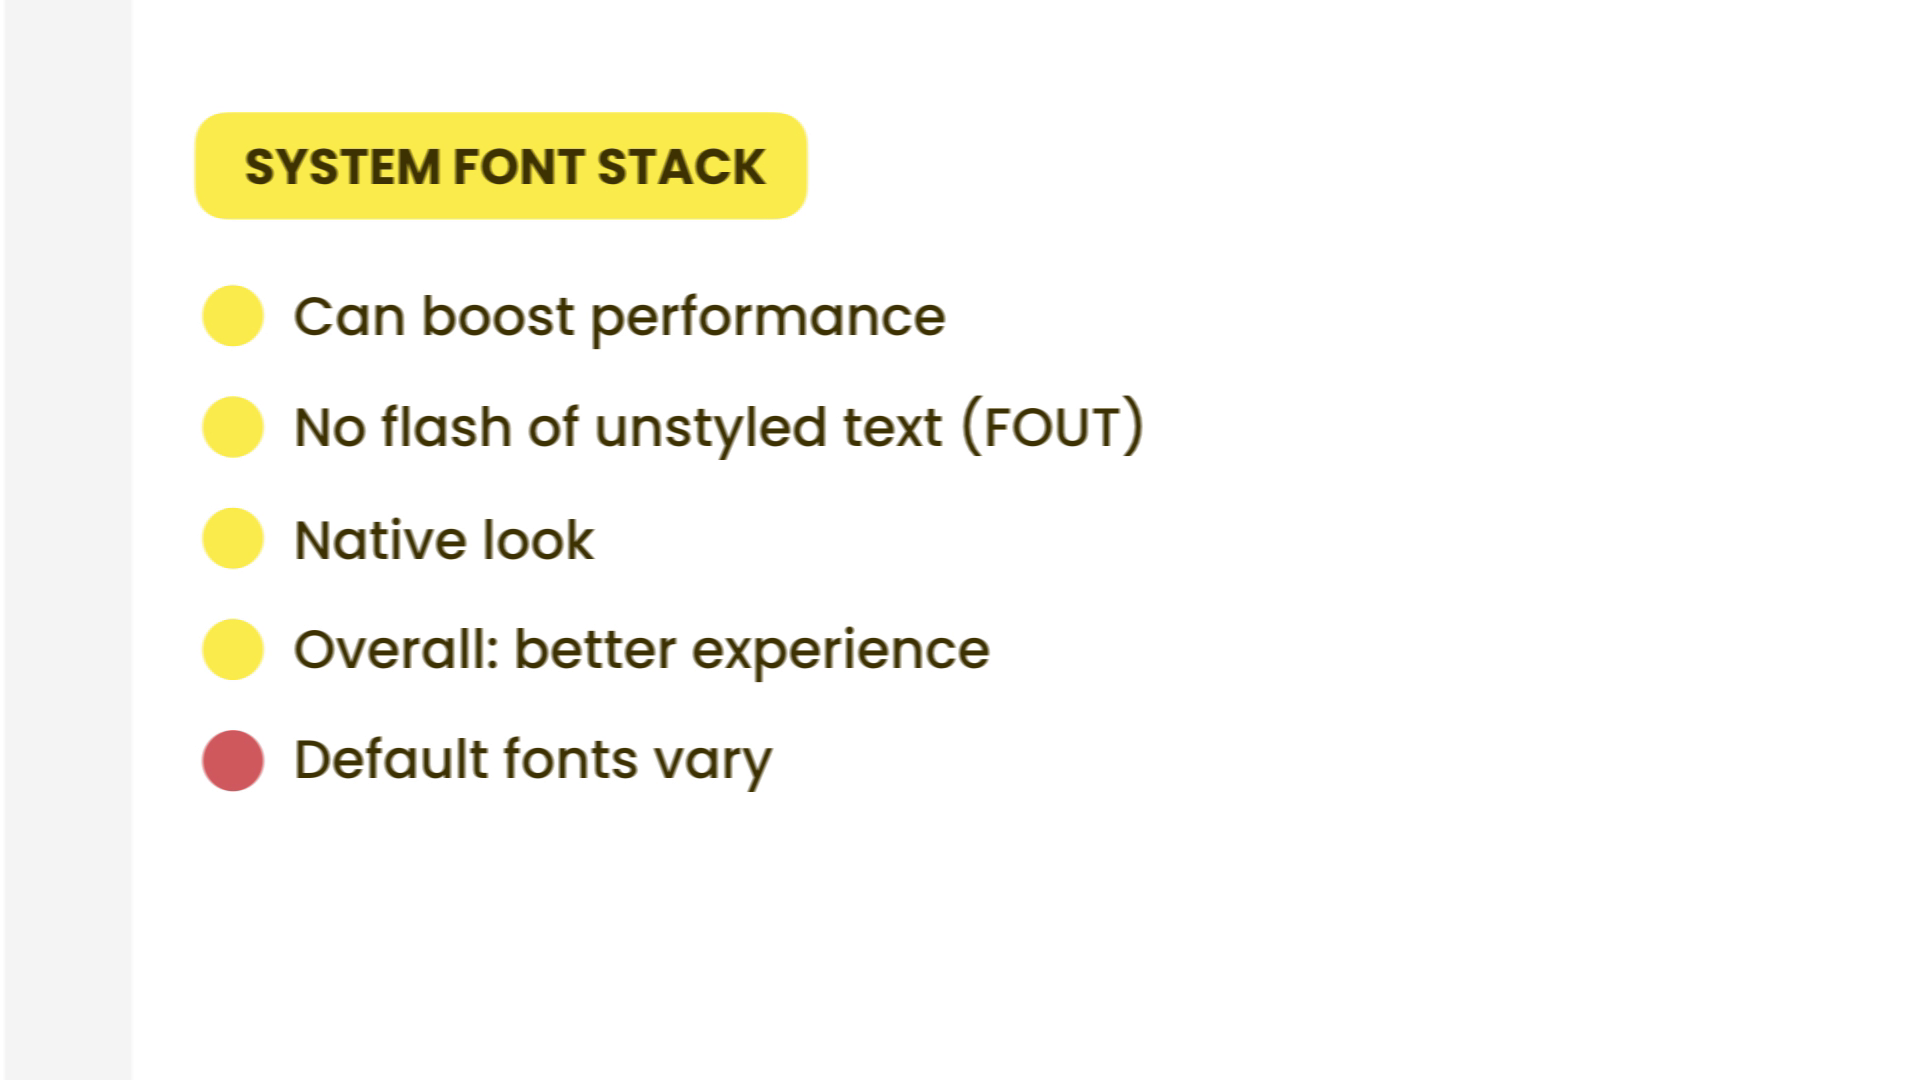 SYSTEM FONT STACK
Can boost performance
No flash of unstyled text (FOUT)
Native look
Overall: better experience
Default fonts vary